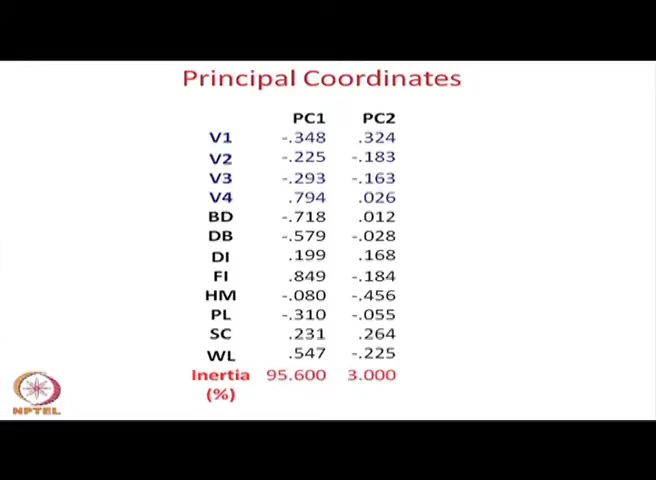 Principal Coordinates
PC1 PC2
V1 -.348 .324
V2 -.225 -.183
V3 -.293 -.163
V4 .794 .026
BD -.718 .012
DB -.579 -.028
DI .199 .168
FI .849 -.184
HM -.080 -.456
PL -.310 -.055
SC .231 .264
WL .547 -.225
Inertia 95.600 3.000
(%)
NPTEL